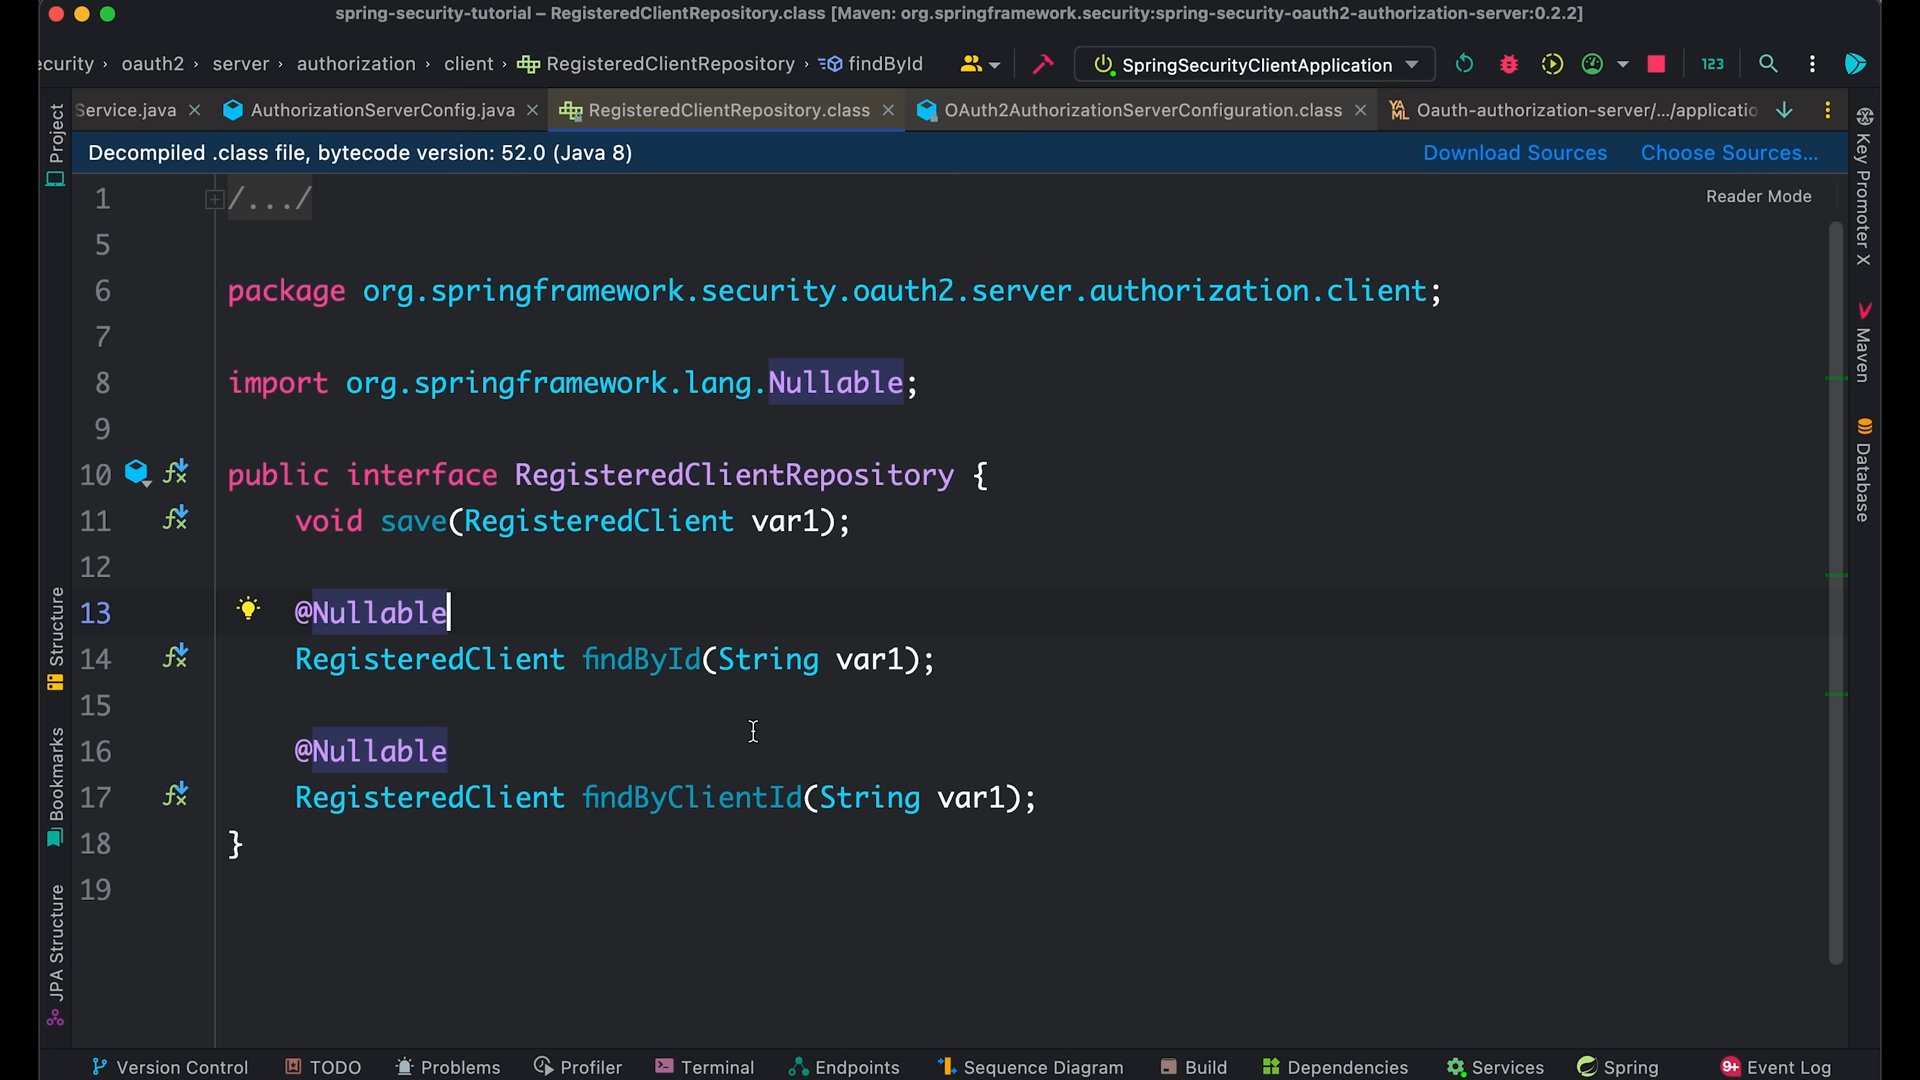 spring-security-tutorial – RegisteredClientRepository.class [Maven: org.springframework.security:spring-security-oauth2-authorization-server:0.2.2]
ecurity › oauth2 › server › authorization › client › RegisteredClientRepository › findById SpringSecurityClientApplication 123
Service.java AuthorizationServerConfig.java RegisteredClientRepository.class OAuth2AuthorizationServerConfiguration.class YAML Oauth-authorization-server/.../applicatio
Decompiled .class file, bytecode version: 52.0 (Java 8) Download Sources Choose Sources...
Reader Mode
1 /.../
5
6 package org.springframework.security.oauth2.server.authorization.client;
7
8 import org.springframework.lang.Nullable;
9
10 public interface RegisteredClientRepository {
11 void save(RegisteredClient var1);
12
13 @Nullable
14 RegisteredClient findById(String var1);
15
16 @Nullable
17 RegisteredClient findByClientId(String var1);
18 }
19
Project
Structure
Bookmarks
JPA Structure
Key Promoter X
Maven
Database
Version Control TODO Problems Profiler Terminal Endpoints Sequence Diagram Build Dependencies Services Spring 9+ Event Log